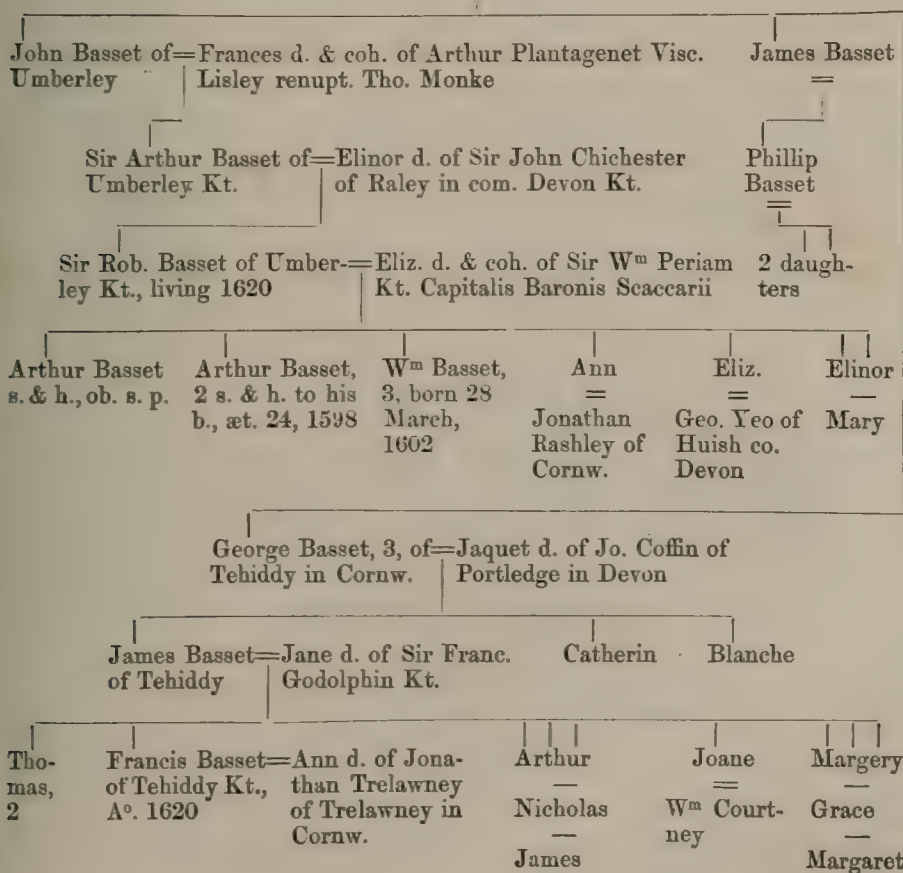 John Basset of=Frances d. & coh. of Arthur Plantagenet Visc.
Umberley
Lisley renupt. Tho. Monke
James Basset
=
Sir Arthur Basset of=Elinor d. of Sir John Chichester
Umberley Kt.
of Raley in com. Devon Kt.
Phillip
Basset
=
Sir Rob. Basset of Umber-=Eliz. d. & coh. of Sir Wm Periam
ley Kt., living 1620
Kt. Capitalis Baronis Scaccarii
2 daugh-
ters
Arthur Basset
s. & h., ob. s. p.
Arthur Basset,
2 s. & h. to his
b., æt. 24, 1598
Wm Basset,
3, born 28
March,
1602
Ann
=
Jonathan
Rashley of
Cornw.
Eliz.
=
Geo. Yeo of
Huish co.
Devon
Elinor
—
Mary
George Basset, 3, of=Jaquet d. of Jo. Coffin of
Tehiddy in Cornw.
Portledge in Devon
James Basset=Jane d. of Sir Franc.
of Tehiddy
Godolphin Kt.
Catherin
Blanche
Tho-
mas,
2
Francis Basset=Ann d. of Jona-
of Tehiddy Kt.,
Aº. 1620
than Trelawney
of Trelawney in
Cornw.
Arthur
—
Nicholas
—
James
Joane
=
Wm Court-
ney
Margery
—
Grace
—
Margaret